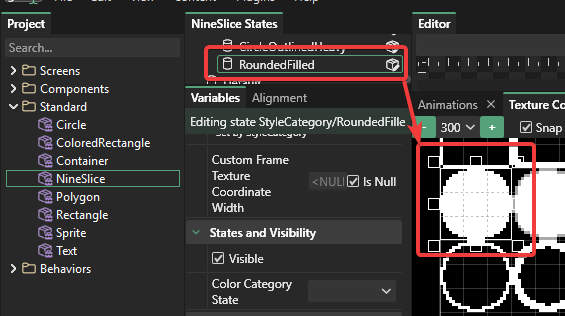 Project
Search...
Screens
Components
Standard
Circle
ColoredRectangle
Container
NineSlice
Polygon
Rectangle
Sprite
Text
Behaviors
NineSlice States
CircleOutlinedHeavy
RoundedFilled
Default
Variables
Alignment
Editing state StyleCategory/RoundedFille
Set by StyleCategory
Custom Frame
Texture
Coordinate
Width
<NULL
Is Null
States and Visibility
Visible
Color Category
State
Editor
Animations
Texture Co
300
Snap